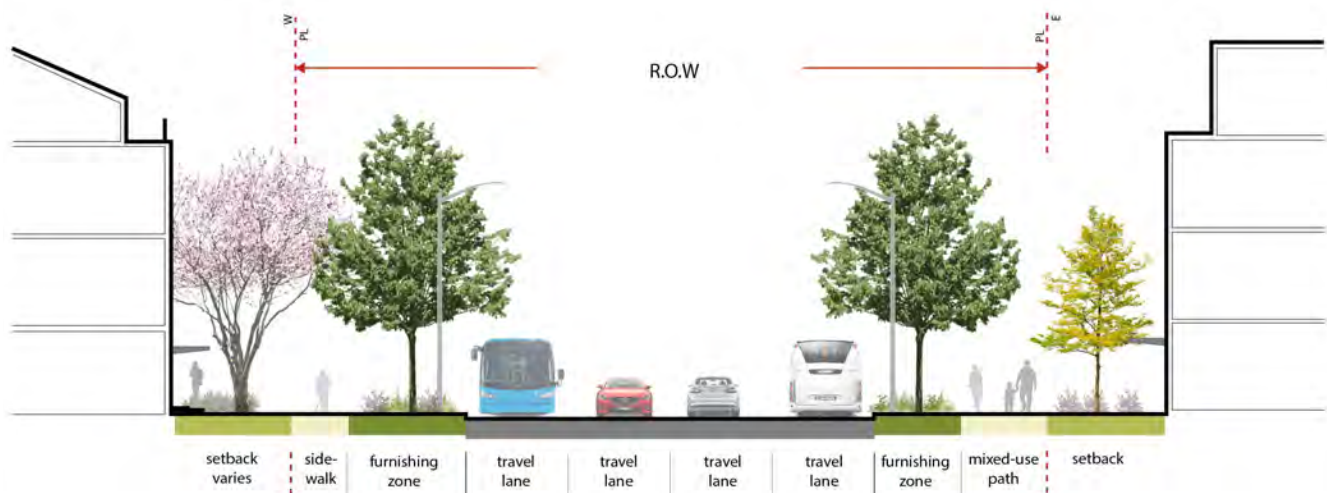 W
PL
R.O.W
PL
E
setback
varies
side-
walk
furnishing
zone
travel
lane
travel
lane
travel
lane
travel
lane
furnishing
zone
mixed-use
path
setback